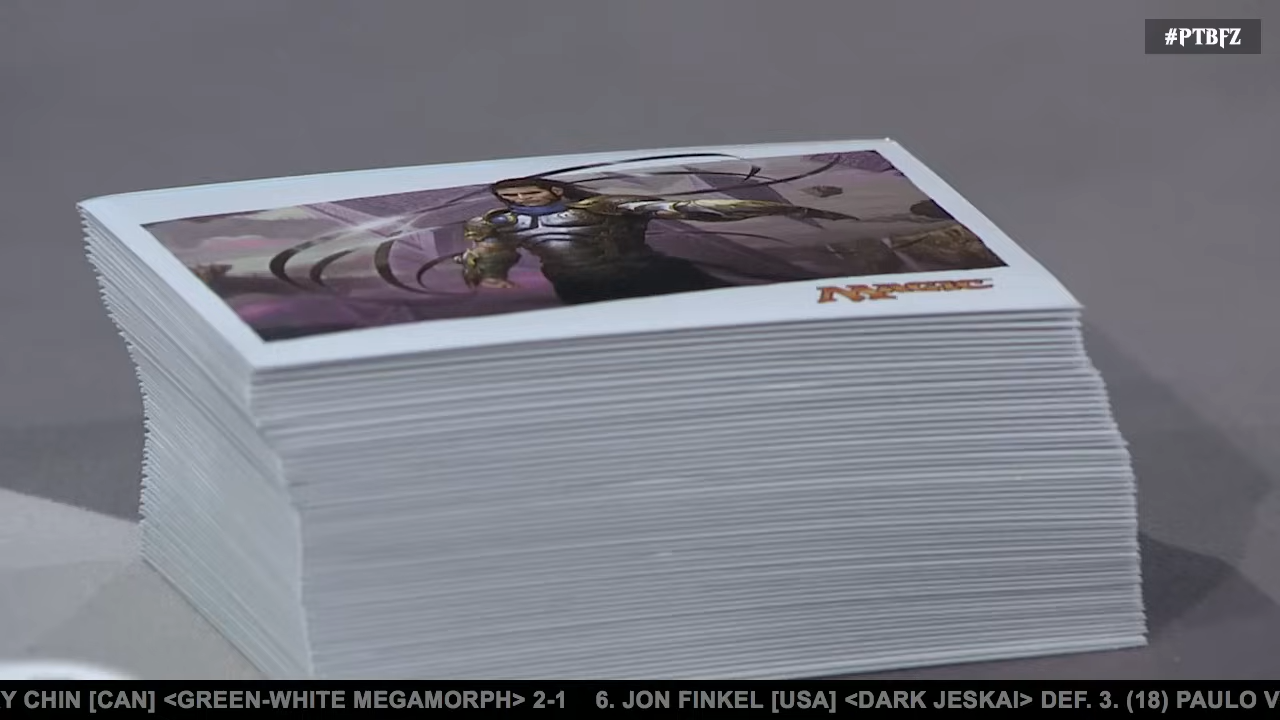 #PTBFZ
MAGIC
Y CHIN [CAN] <GREEN-WHITE MEGAMORPH> 2-1 6. JON FINKEL [USA] <DARK JESKAI> DEF. 3. (18) PAULO V